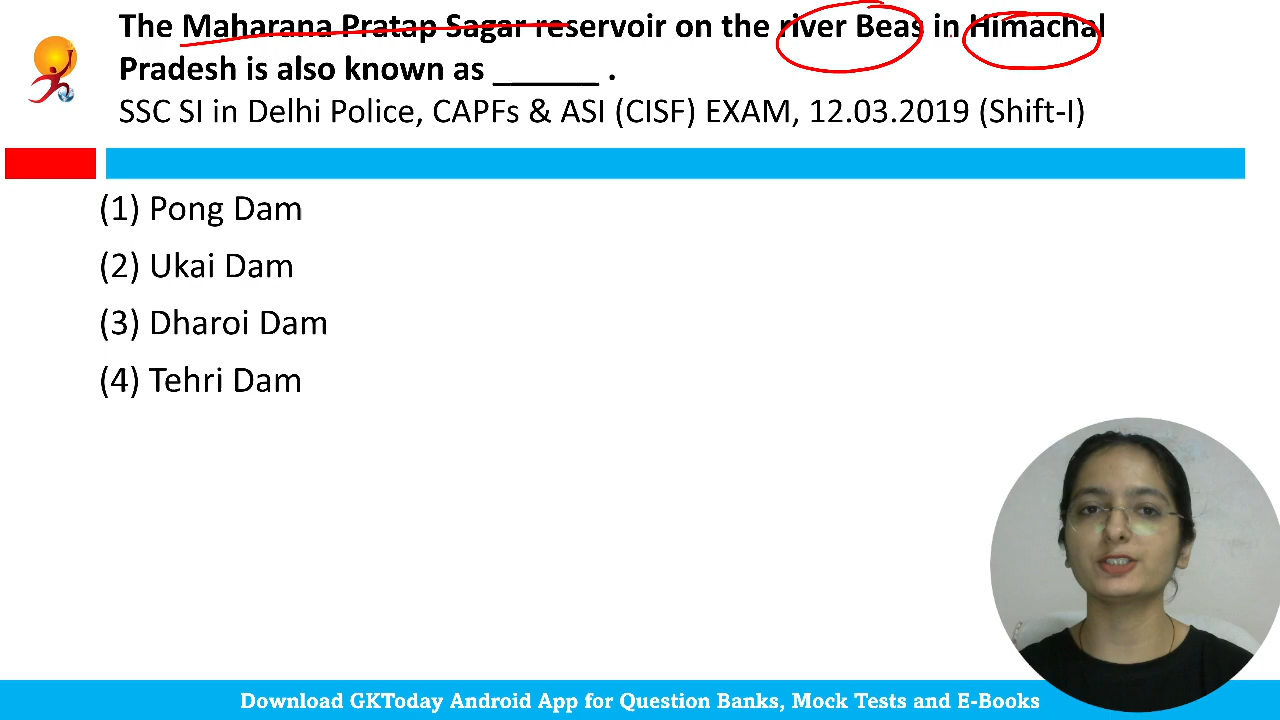 The Maharana Pratap Sagar reservoir on the river Beas in Himachal
Pradesh is also known as ______ .
SSC SI in Delhi Police, CAPFs & ASI (CISF) EXAM, 12.03.2019 (Shift-I)
(1) Pong Dam
(2) Ukai Dam
(3) Dharoi Dam
(4) Tehri Dam
Download GKToday Android App for Question Banks, Mock Tests and E-Books